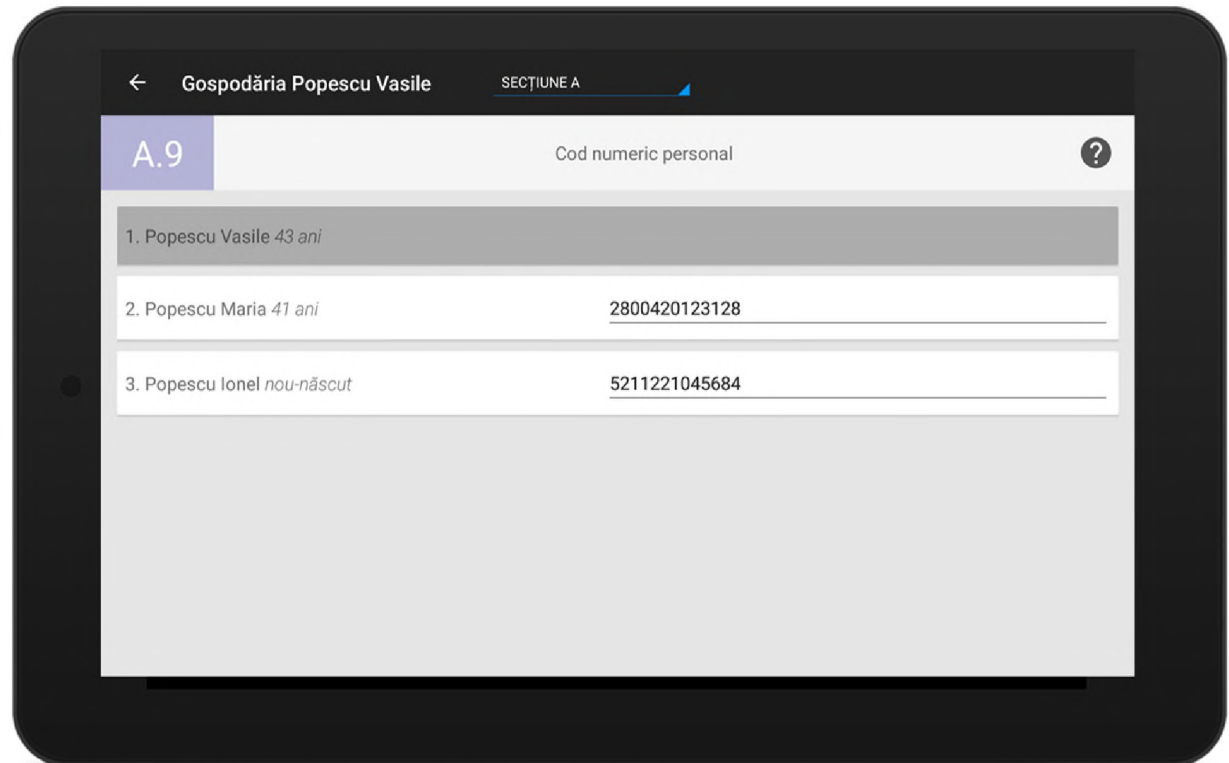 Gospodăria Popescu Vasile SECȚIUNE A
A.9 Cod numeric personal ?
1. Popescu Vasile 43 ani
2. Popescu Maria 41 ani 2800420123128
3. Popescu Ionel nou-născut 5211221045684